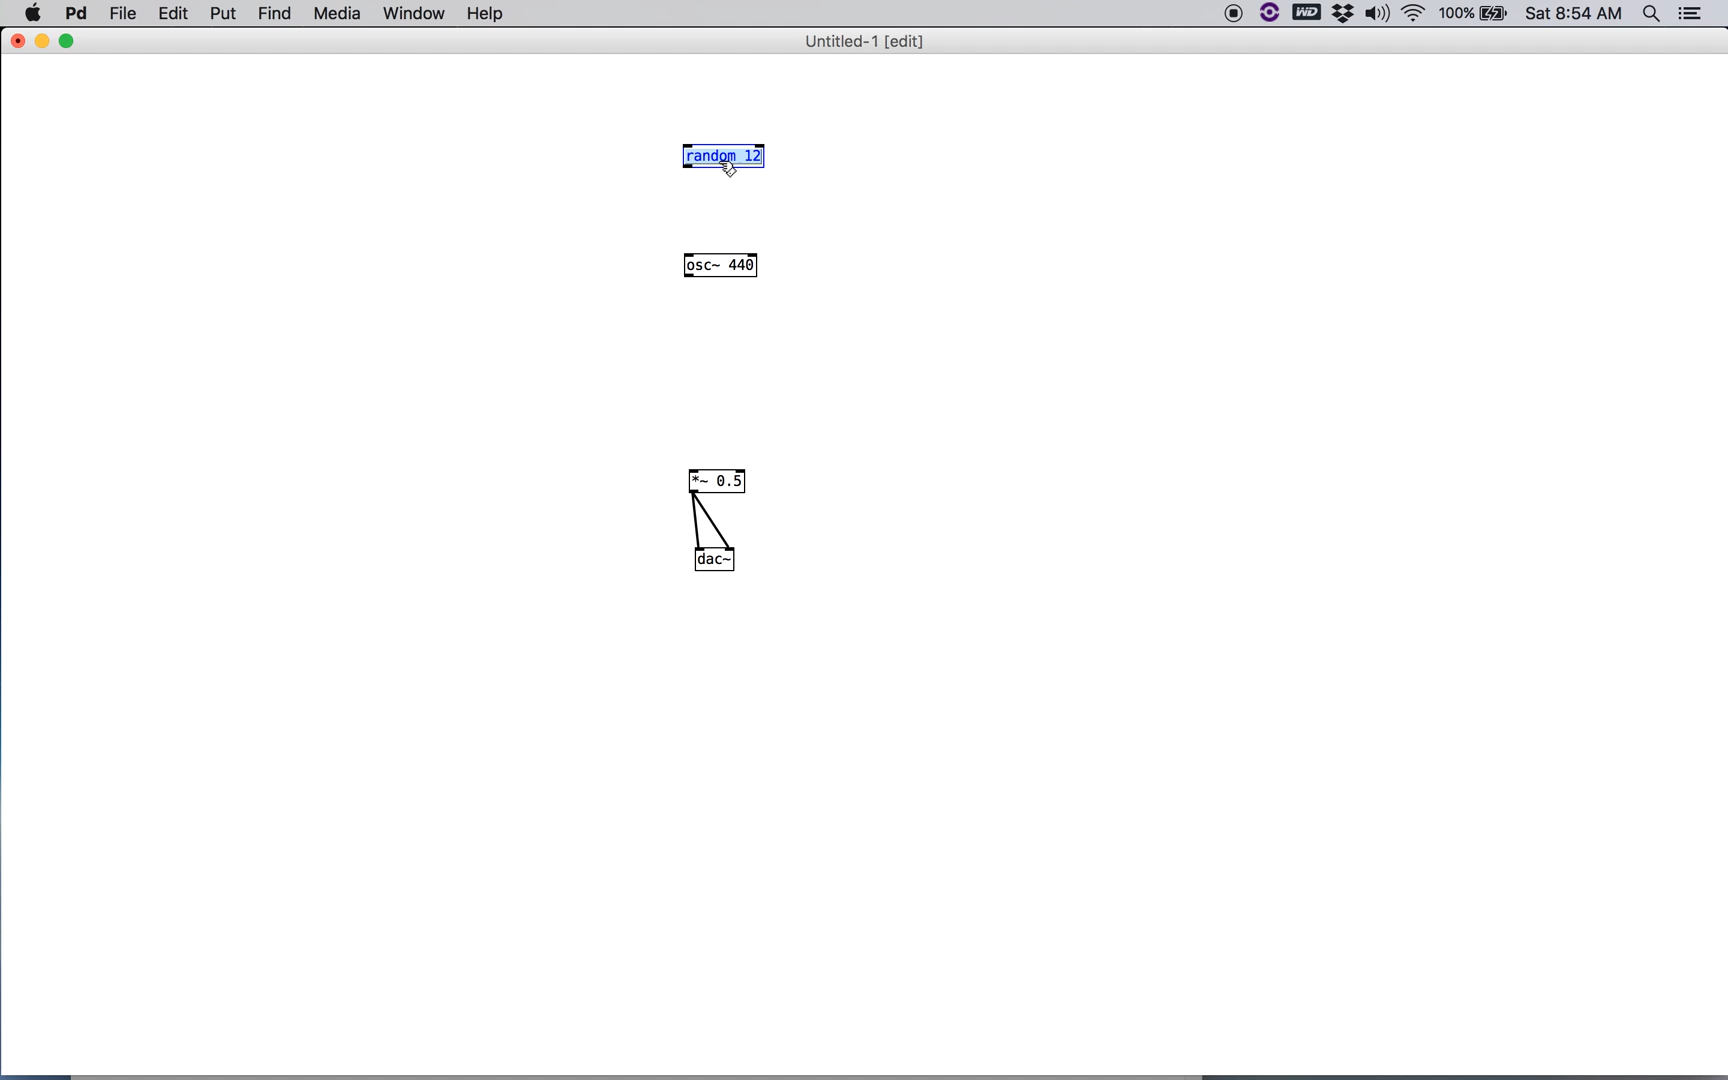 Pd File Edit Put Find Media Window Help WD 100% Sat 8:54 AM
Untitled-1 [edit]
random 12
osc~ 440
*~ 0.5
dac~